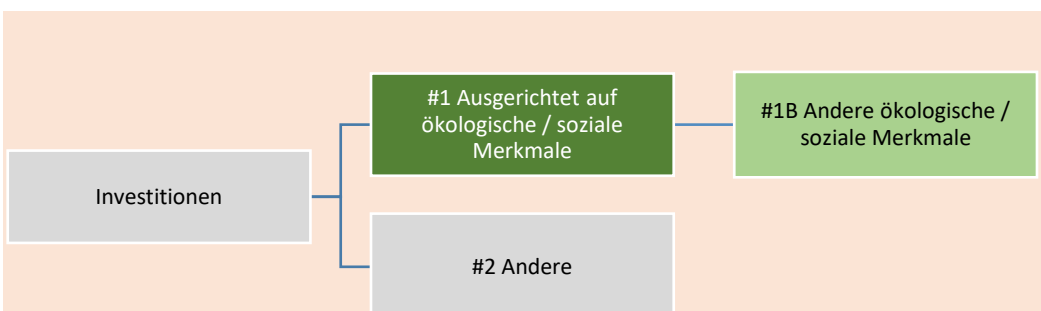 #1 Ausgerichtet auf
ökologische / soziale
Merkmale
#1B Andere ökologische /
soziale Merkmale
Investitionen
#2 Andere